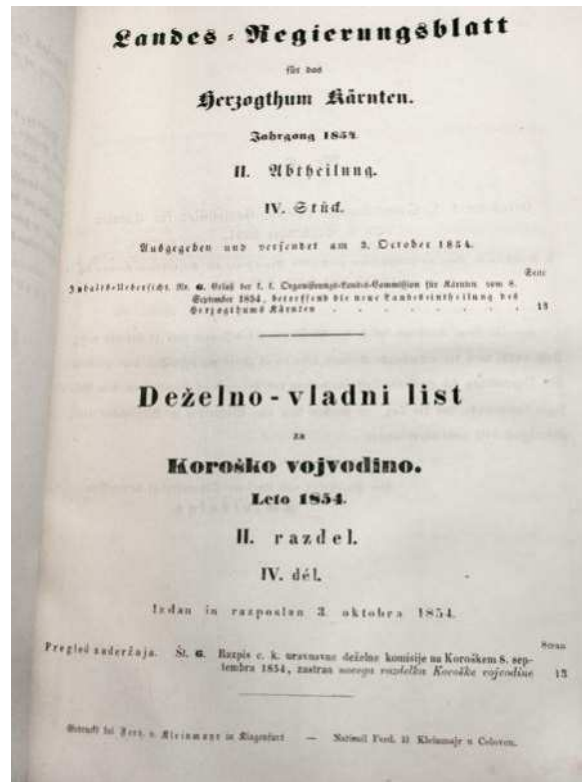 Landes-Regierungsblatt
für das
Herzogthum Kärnten.
Jahrgang 1854.
II. Abtheilung.
IV. Stück.
Ausgegeben und versendet am 3. October 1854.
Seite
Inhalts-Uebersicht. Nr. 6. Erlaß der k. k. Organisirungs-Landes-Commission für Kärnten vom 8.
September 1854, betreffend die neue Landeseintheilung des
Herzogthums Kärnten . . . . . . . 13
Deželno-vladni list
za
Koroško vojvodino.
Leto 1854.
II. razdel.
IV. dél.
Izdan in razposlan 3. oktobra 1854.
Stran
Pregled zaderžaja. Št. 6. Razpis c. k. uravnavne deželne komisije na Koroškem 8. sep-
tembra 1854, zastran novega razdelka Koroške vojvodine 13
Gedruckt bei Ferd. v. Kleinmayr in Klagenfurt — Natisnil Ferd. Kleinmajr u Celovcu.